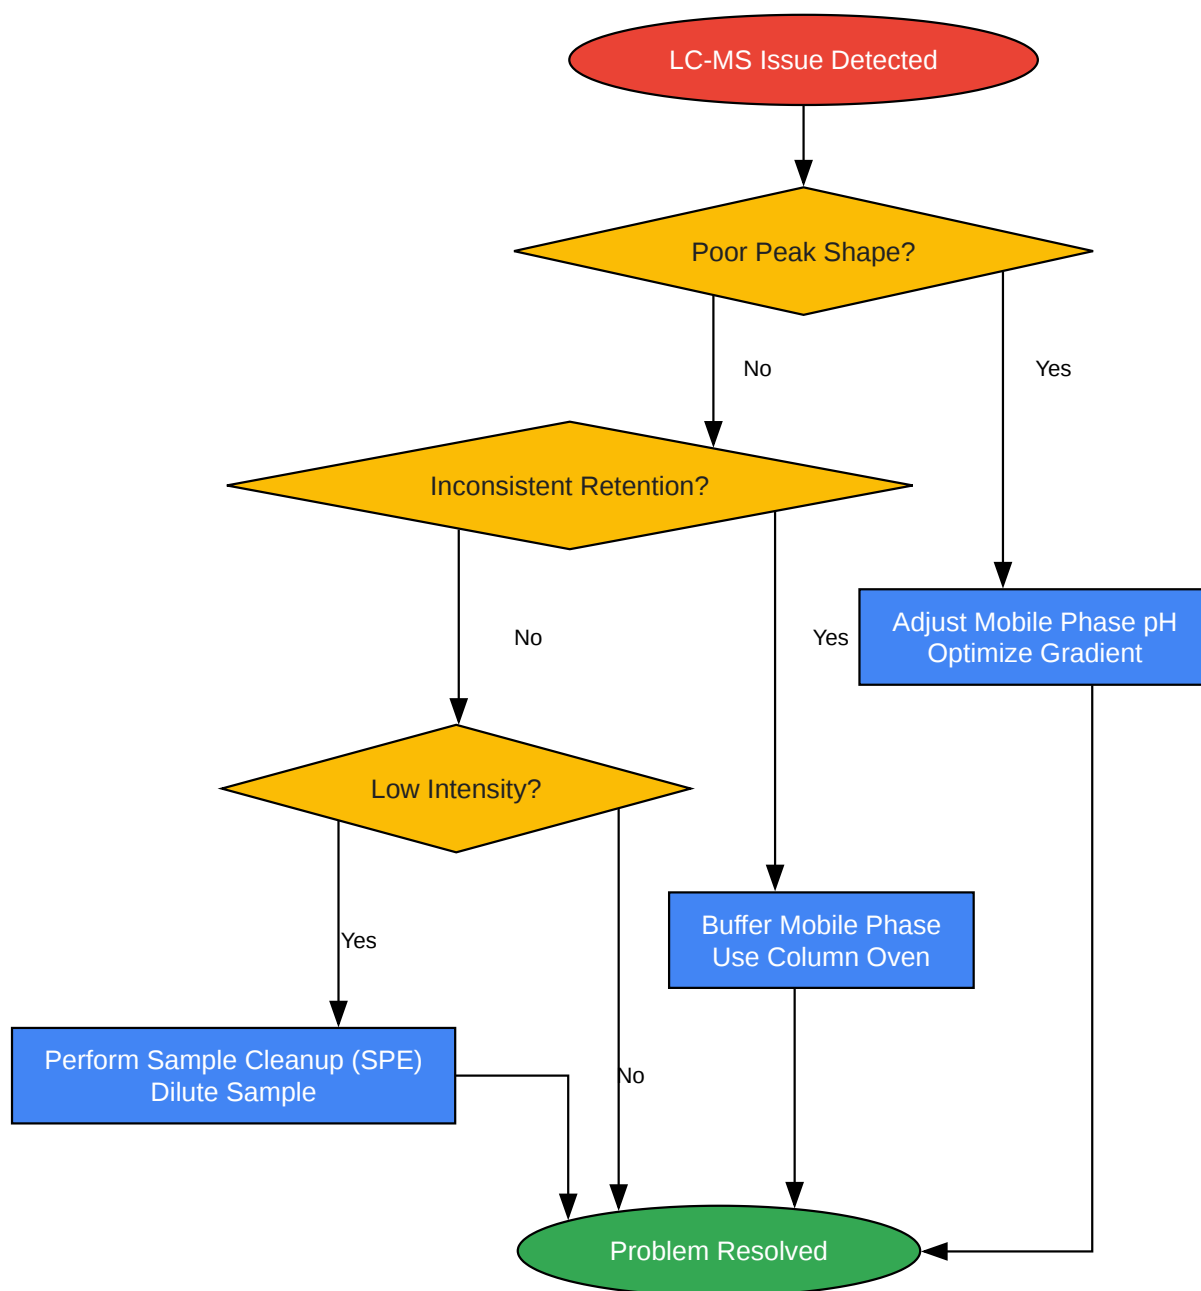 LC-MS Issue Detected
Poor Peak Shape?
No
Yes
Inconsistent Retention?
Adjust Mobile Phase pH
Optimize Gradient
No
Yes
Low Intensity?
Buffer Mobile Phase
Use Column Oven
Yes
Perform Sample Cleanup (SPE)
Dilute Sample
No
Problem Resolved